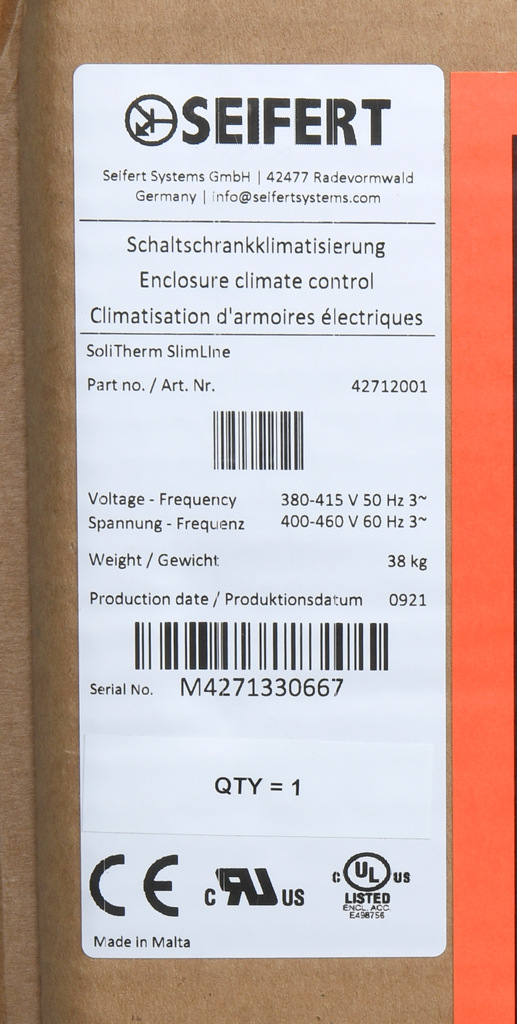 SEIFERT
Seifert Systems GmbH | 42477 Radevormwald
Germany | info@seifertsystems.com
Schaltschrankklimatisierung
Enclosure climate control
Climatisation d'armoires électriques
SoliTherm SlimLIne
Part no. / Art. Nr. 42712001
Voltage - Frequency 380-415 V 50 Hz 3~
Spannung - Frequenz 400-460 V 60 Hz 3~
Weight / Gewicht 38 kg
Production date / Produktionsdatum 0921
Serial No. M4271330667
QTY = 1
CE c RU US c UL US
LISTED
ENCL. ACC.
E498756
Made in Malta